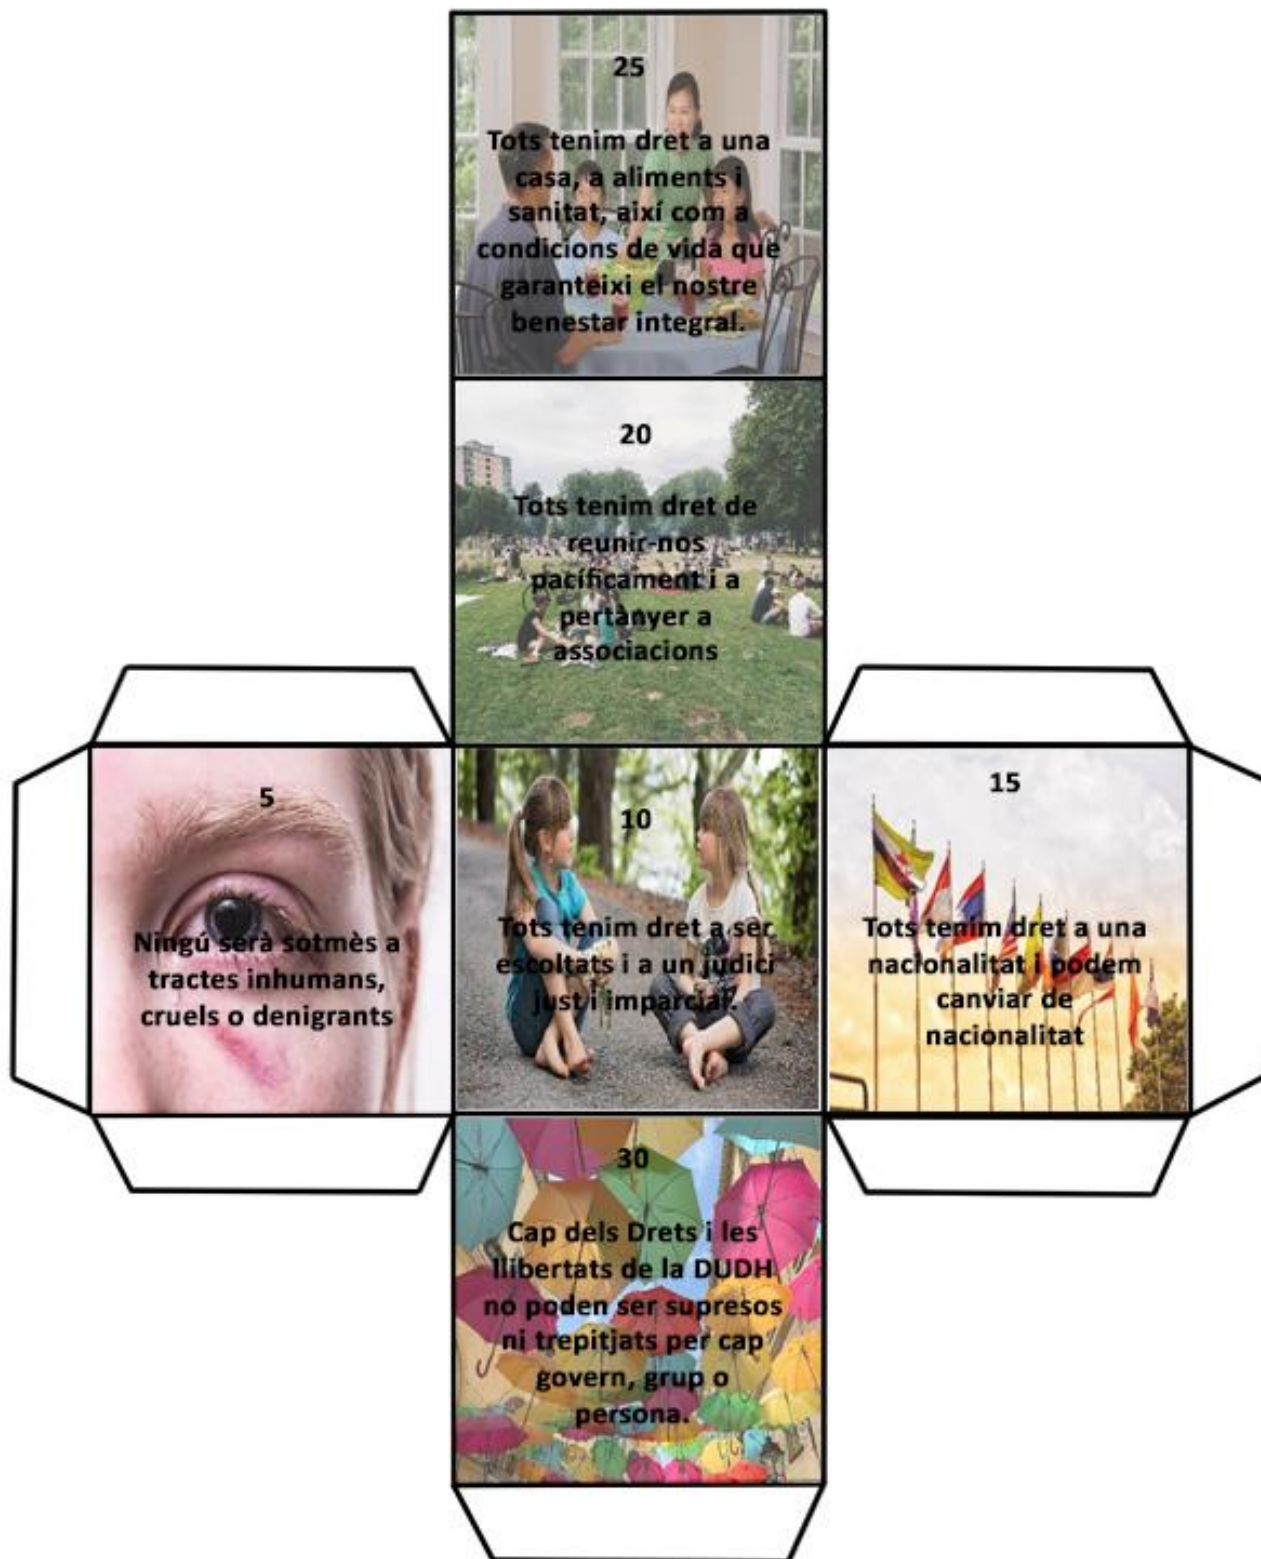 25
Tots tenim dret a una
casa, a aliments i
sanitat, així com a
condicions de vida que
garanteixi el nostre
benestar integral.
20
Tots tenim dret de
reunir-nos
pacíficament i a
pertànyer a
associacions
5
Ningú serà sotmès a
tractes inhumans,
cruels o denigrants
10
Tots tenim dret a ser
escoltats i a un judici
just i imparcial.
15
Tots tenim dret a una
nacionalitat i podem
canviar de
nacionalitat
30
Cap dels Drets i les
llibertats de la DUDH
no poden ser supresos
ni trepitjats per cap
govern, grup o
persona.